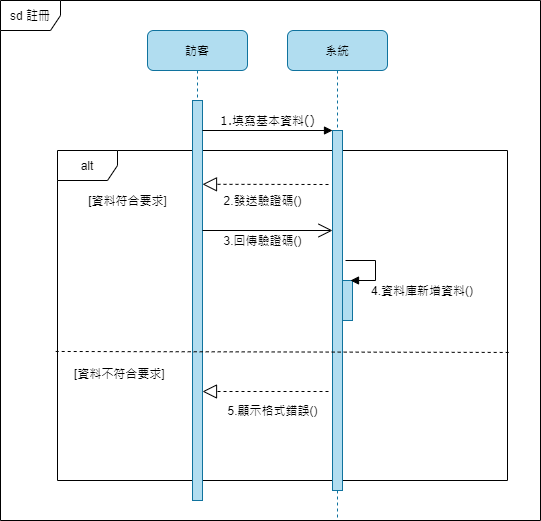 sd 註冊
訪客
系統
1.填寫基本資料()
alt
[資料符合要求]
2.發送驗證碼()
3.回傳驗證碼()
4.資料庫新增資料()
[資料不符合要求]
5.顯示格式錯誤()